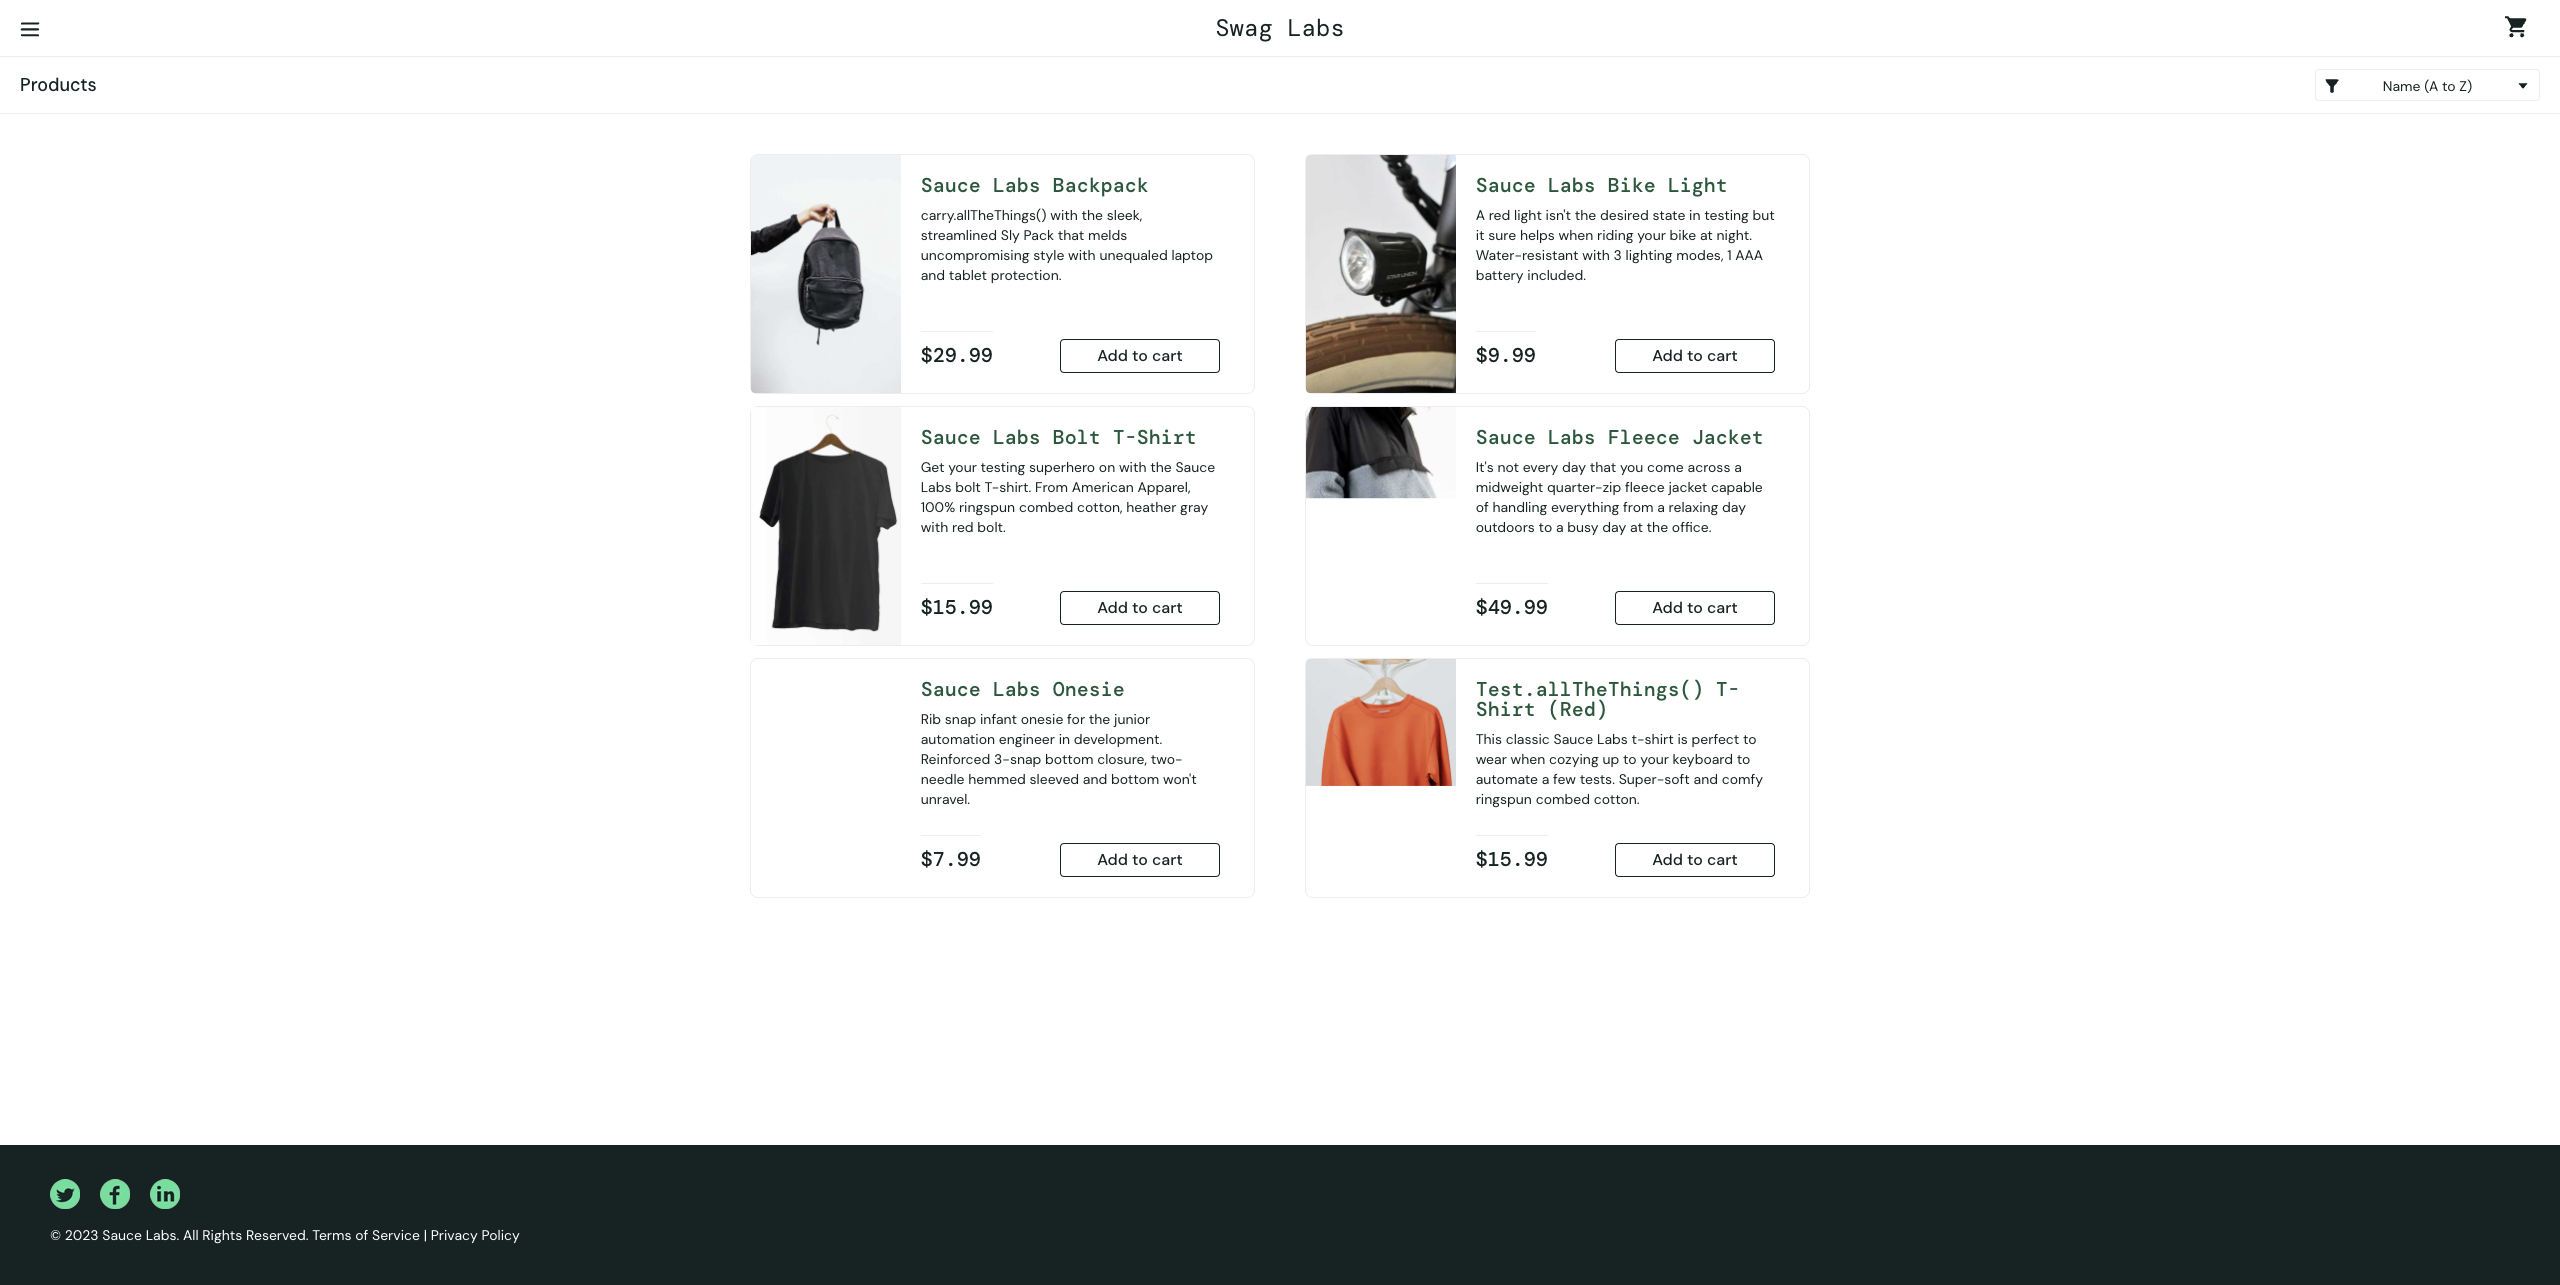 Swag Labs
Products
Name (A to Z)
Sauce Labs Backpack
carry.allTheThings() with the sleek,
streamlined Sly Pack that melds
uncompromising style with unequaled laptop
and tablet protection.
$29.99
Add to cart
Sauce Labs Bike Light
A red light isn't the desired state in testing but
it sure helps when riding your bike at night.
Water-resistant with 3 lighting modes, 1 AAA
battery included.
$9.99
Add to cart
Sauce Labs Bolt T-Shirt
Get your testing superhero on with the Sauce
Labs bolt T-shirt. From American Apparel,
100% ringspun combed cotton, heather gray
with red bolt.
$15.99
Add to cart
Sauce Labs Fleece Jacket
It's not every day that you come across a
midweight quarter-zip fleece jacket capable
of handling everything from a relaxing day
outdoors to a busy day at the office.
$49.99
Add to cart
Sauce Labs Onesie
Rib snap infant onesie for the junior
automation engineer in development.
Reinforced 3-snap bottom closure, two-
needle hemmed sleeved and bottom won't
unravel.
$7.99
Add to cart
Test.allTheThings() T-
Shirt (Red)
This classic Sauce Labs t-shirt is perfect to
wear when cozying up to your keyboard to
automate a few tests. Super-soft and comfy
ringspun combed cotton.
$15.99
Add to cart
© 2023 Sauce Labs. All Rights Reserved. Terms of Service | Privacy Policy